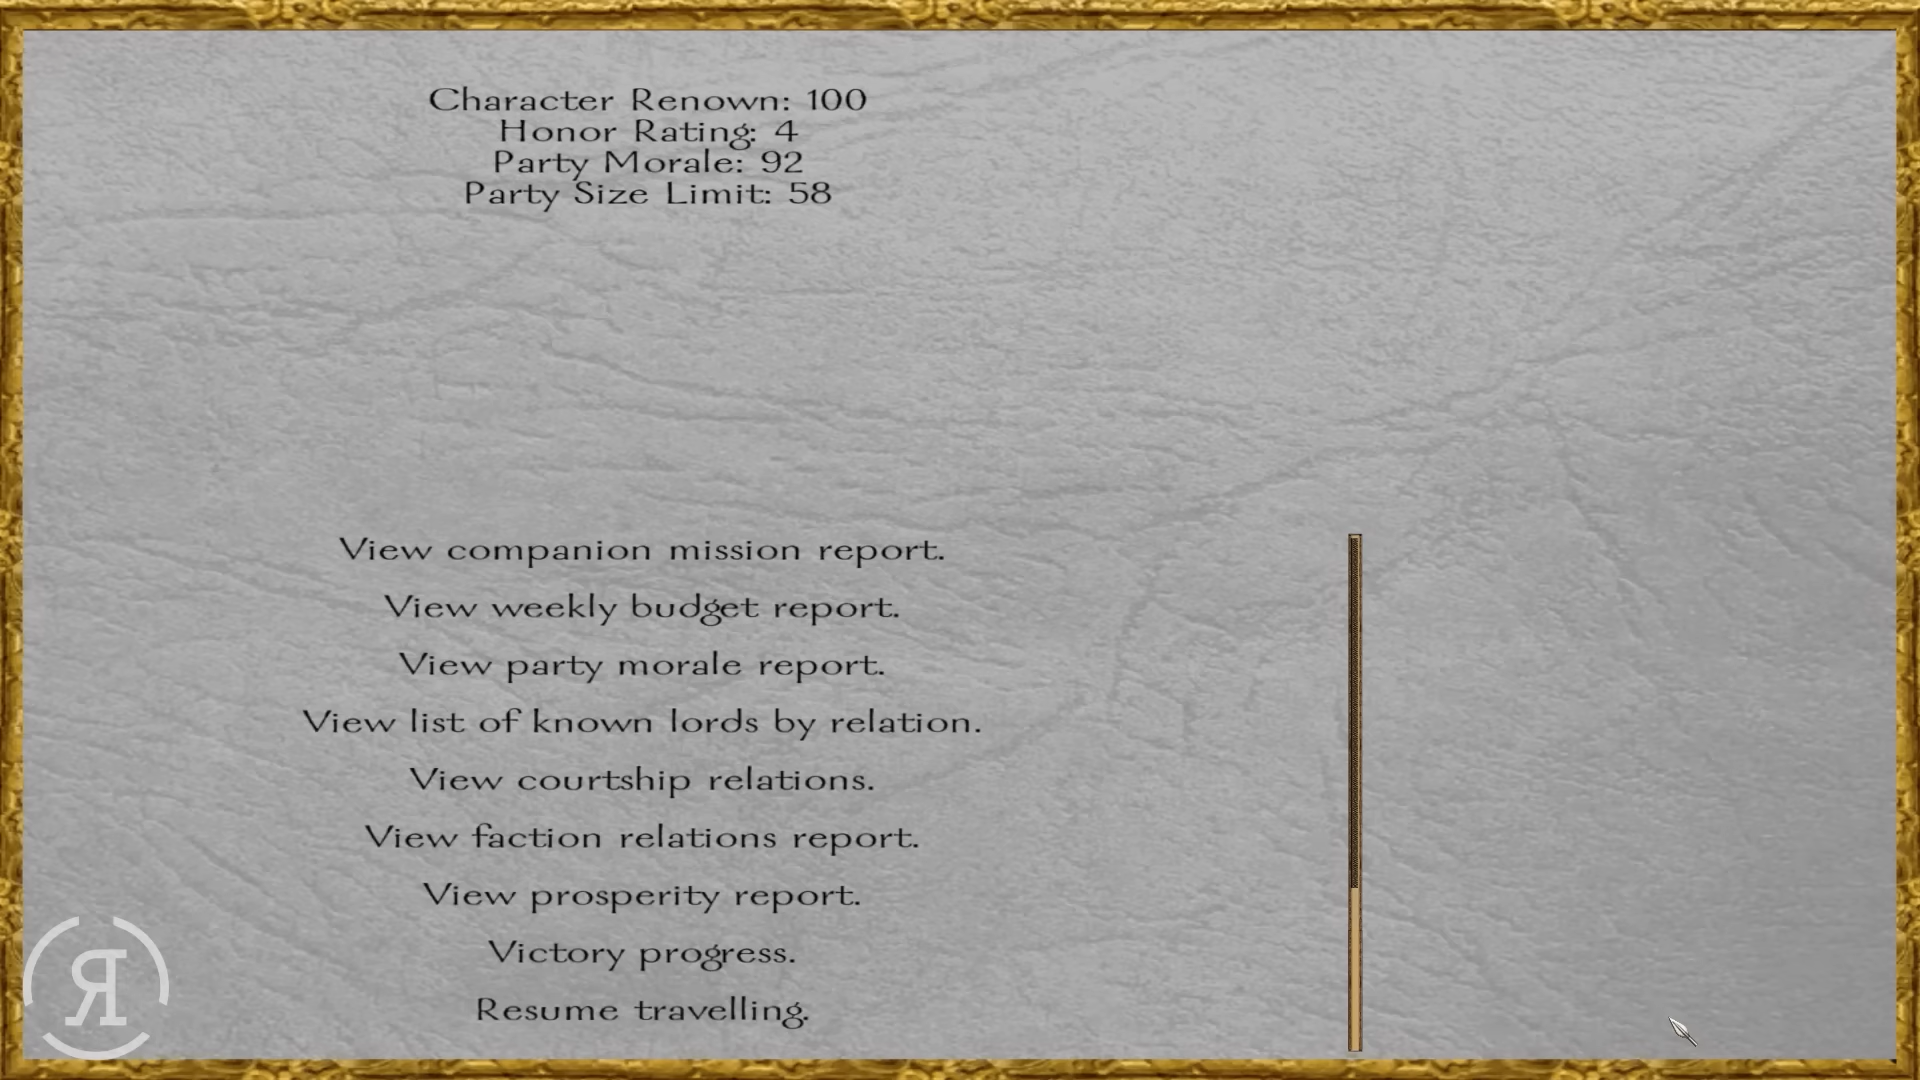 Character Renown: 100
Honor Rating: 4
Party Morale: 92
Party Size Limit: 58
View companion mission report.
View weekly budget report.
View party morale report.
View list of known lords by relation.
View courtship relations.
View faction relations report.
View prosperity report.
Victory progress.
Resume travelling.
Я